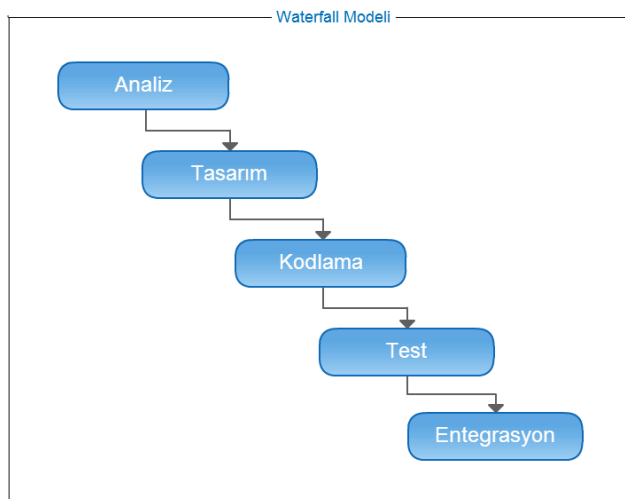 Waterfall Modeli
Analiz
Tasarım
Kodlama
Test
Entegrasyon